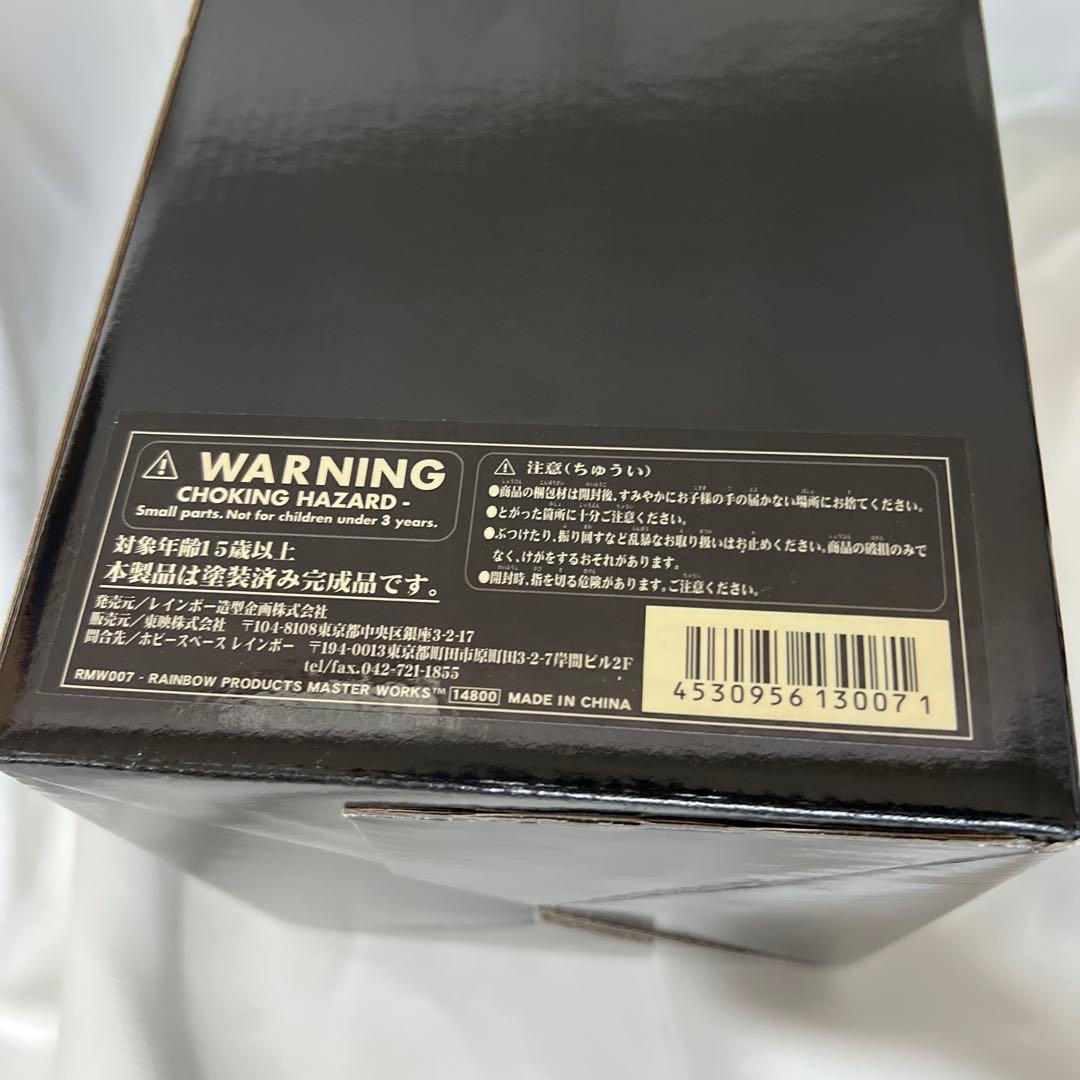 ⚠ WARNING
CHOKING HAZARD -
Small parts. Not for children under 3 years.
対象年齢15歳以上
本製品は塗装済み完成品です。
⚠ 注意(ちゅうい)
●商品の梱包材は開封後、すみやかにお子様の手の届かない場所にお捨てください。
●とがった箇所に十分ご注意ください。
●ぶつけたり、振り回すなど乱暴なお取り扱いはお止めください。商品の破損のみで
なく、けがをするおそれがあります。
●開封時、指を切る危険があります。ご注意ください。
発売元/レインボー造型企画株式会社
販売元/東映株式会社 〒104-8108東京都中央区銀座3-2-17
問合先/ホビースペース レインボー 〒194-0013東京都町田市原町田3-2-7岸間ビル2F
tel/fax.042-721-1855
RMW007 - RAINBOW PRODUCTS MASTER WORKS™ 14800 MADE IN CHINA
4530956130071